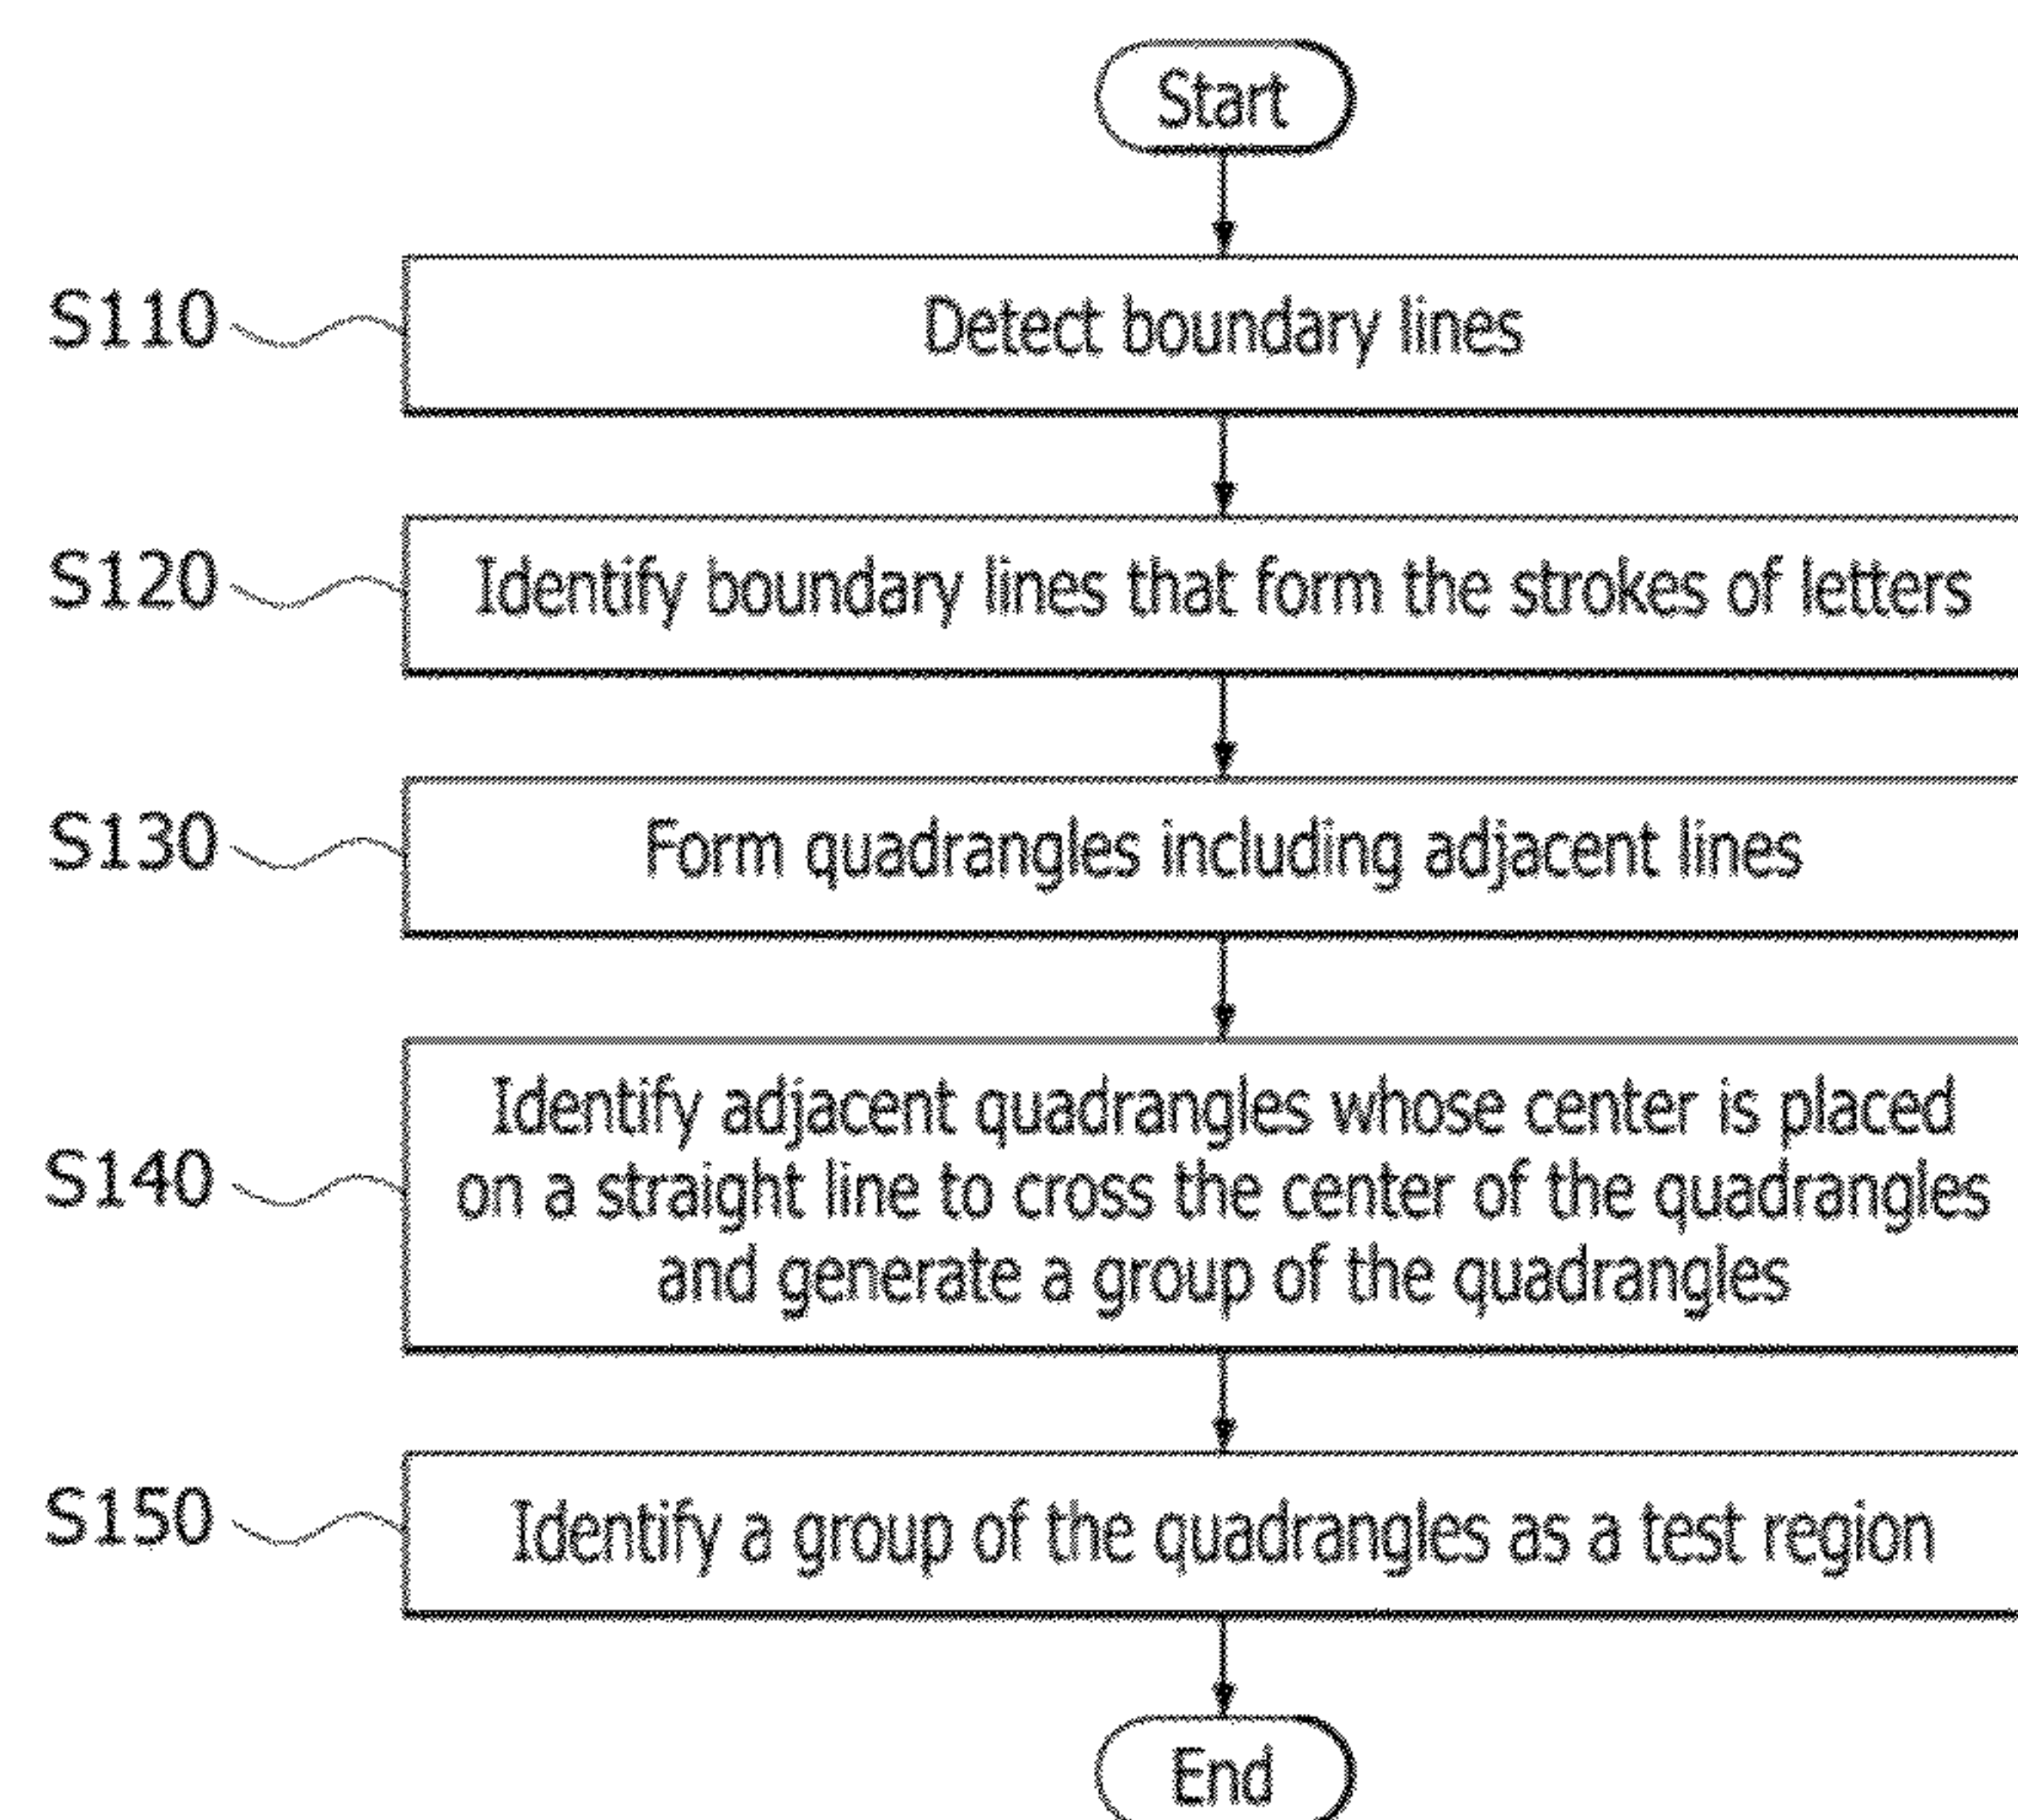 Start
S110
Detect boundary lines
S120
Identify boundary lines that form the strokes of letters
S130
Form quadrangles including adjacent lines
S140
Identify adjacent quadrangles whose center is placed
on a straight line to cross the center of the quadrangles
and generate a group of the quadrangles
S150
Identify a group of the quadrangles as a test region
End